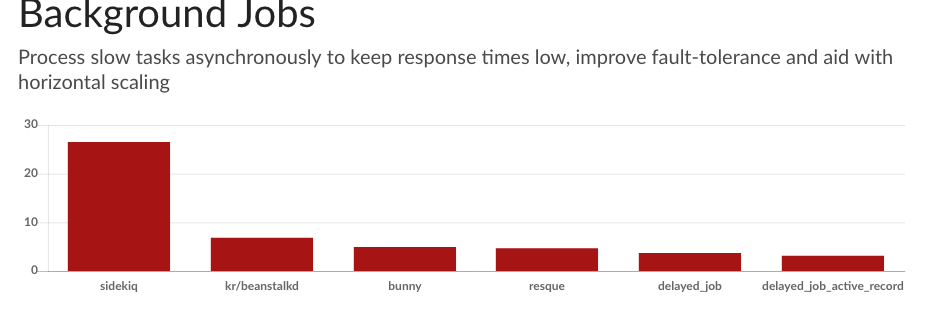 Background Jobs
Process slow tasks asynchronously to keep response times low, improve fault-tolerance and aid with
horizontal scaling
30
20
10
0
sidekiq kr/beanstalkd bunny resque delayed_job delayed_job_active_record